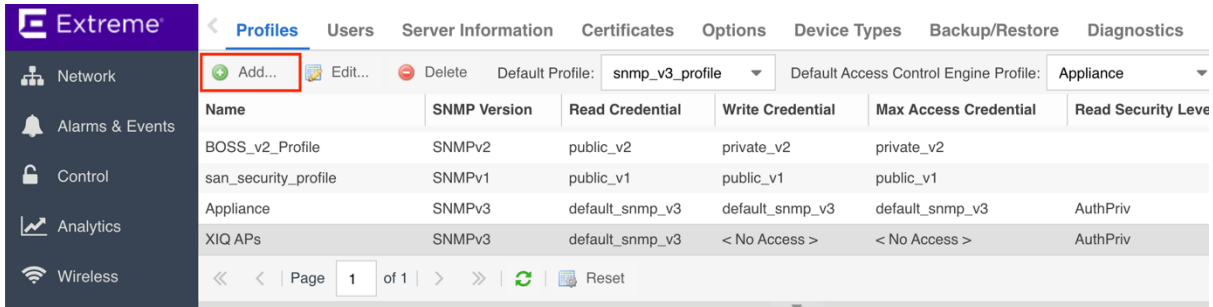 Extreme
Profiles Users Server Information Certificates Options Device Types Backup/Restore Diagnostics
Network
Alarms & Events
Control
Analytics
Wireless
Add... Edit... Delete Default Profile: snmp_v3_profile Default Access Control Engine Profile: Appliance
Name SNMP Version Read Credential Write Credential Max Access Credential Read Security Leve
BOSS_v2_Profile SNMPv2 public_v2 private_v2 private_v2
san_security_profile SNMPv1 public_v1 public_v1 public_v1
Appliance SNMPv3 default_snmp_v3 default_snmp_v3 default_snmp_v3 AuthPriv
XIQ APs SNMPv3 default_snmp_v3 < No Access > < No Access > AuthPriv
Page 1 of 1 Reset